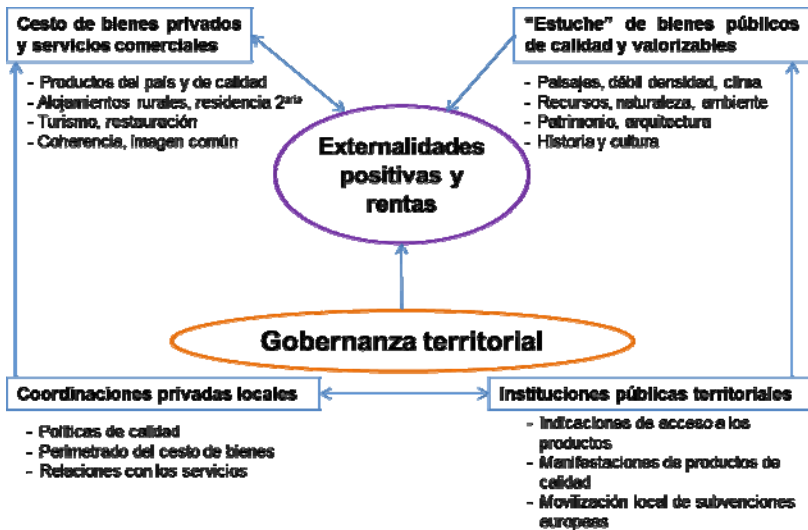 Cesto de bienes privados
y servicios comerciales
- Productos del país y de calidad
- Alojamientos rurales, residencia 2ªria
- Turismo, restauración
- Coherencia, imagen común
“Estuche” de bienes públicos
de calidad y valorizables
- Paisajes, débil densidad, clima
- Recursos, naturaleza, ambiente
- Patrimonio, arquitectura
- Historia y cultura
Externalidades
positivas y
rentas
Gobernanza territorial
Coordinaciones privadas locales
- Políticas de calidad
- Perimetrado del cesto de bienes
- Relaciones con los servicios
Instituciones públicas territoriales
- Indicaciones de acceso a los
productos
- Manifestaciones de productos de
calidad
- Movilización local de subvenciones
europeas